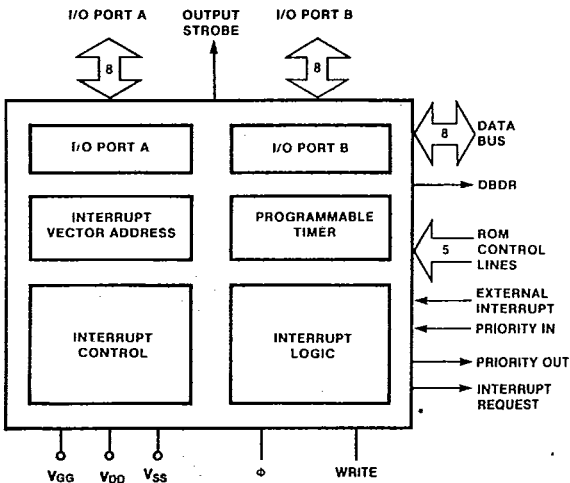 I/O PORT A
OUTPUT
STROBE
I/O PORT B
8
8
I/O PORT A
I/O PORT B
8
DATA
BUS
DBDR
INTERRUPT
VECTOR ADDRESS
PROGRAMMABLE
TIMER
5
ROM
CONTROL
LINES
EXTERNAL
INTERRUPT
PRIORITY IN
INTERRUPT
CONTROL
INTERRUPT
LOGIC
PRIORITY OUT
INTERRUPT
REQUEST
VGG
VDD
VSS
Φ
WRITE